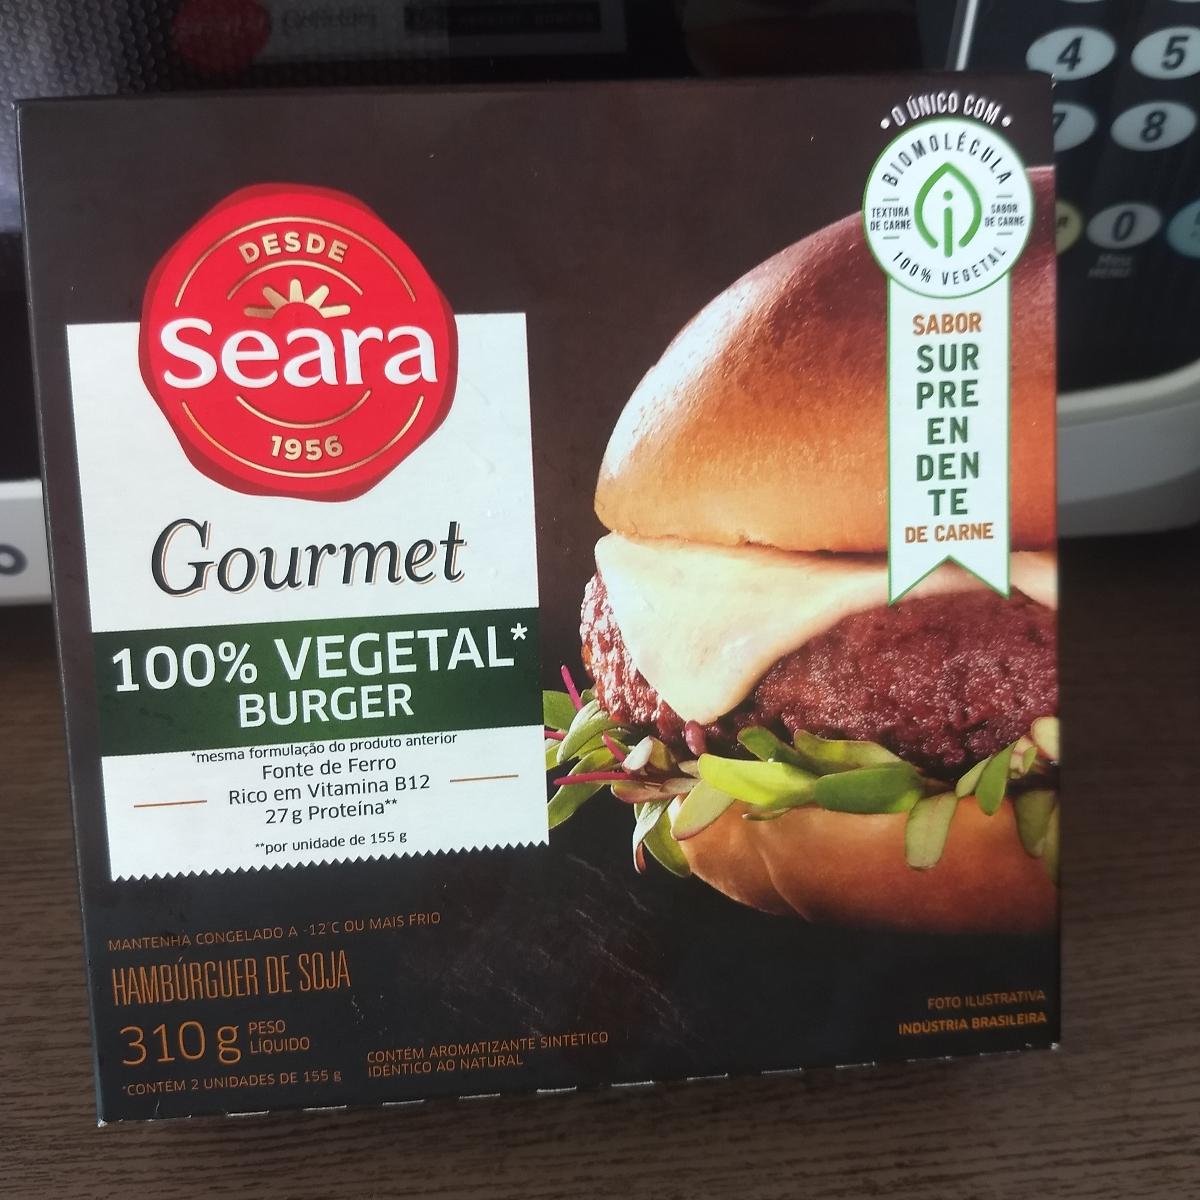 4 5
8
0
MENU
• O ÚNICO COM •
BIOMOLÉCULA
TEXTURA
DE CARNE
SABOR
DE CARNE
100% VEGETAL
SABOR
SUR
PRE
EN
DEN
TE
DE CARNE
DESDE
Seara
1956
Gourmet
100% VEGETAL*
BURGER
*mesma formulação do produto anterior
Fonte de Ferro
Rico em Vitamina B12
27g Proteína**
**por unidade de 155 g
MANTENHA CONGELADO A -12°C OU MAIS FRIO
HAMBÚRGUER DE SOJA
310 g PESO
LÍQUIDO
*CONTÉM 2 UNIDADES DE 155 g
CONTÉM AROMATIZANTE SINTÉTICO
IDÊNTICO AO NATURAL
FOTO ILUSTRATIVA
INDÚSTRIA BRASILEIRA